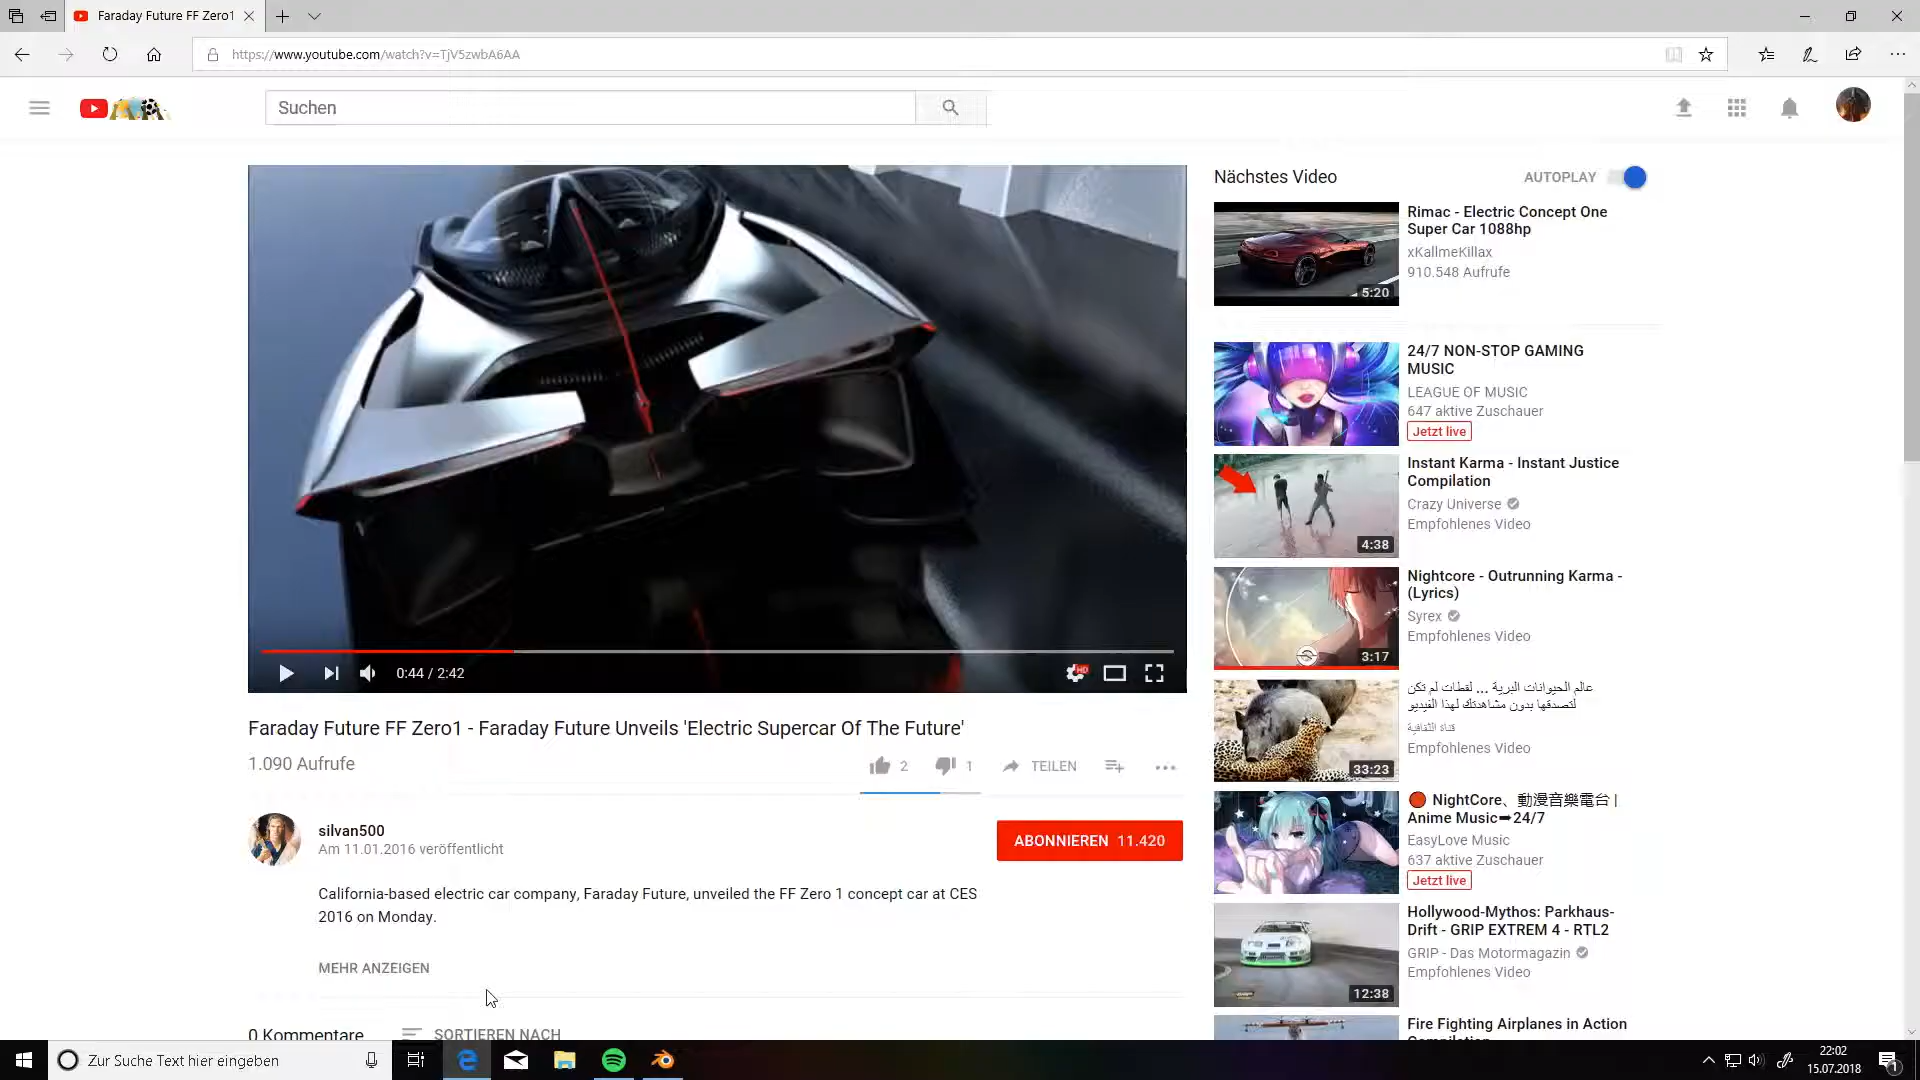 Faraday Future FF Zero1
https://www.youtube.com/watch?v=TjV5zwbA6AA
Suchen
0:44 / 2:42
HD
Faraday Future FF Zero1 - Faraday Future Unveils 'Electric Supercar Of The Future'
1.090 Aufrufe
2
1
TEILEN
silvan500
Am 11.01.2016 veröffentlicht
ABONNIEREN 11.420
California-based electric car company, Faraday Future, unveiled the FF Zero 1 concept car at CES
2016 on Monday.
MEHR ANZEIGEN
0 Kommentare
SORTIEREN NACH
Nächstes Video
AUTOPLAY
5:20
Rimac - Electric Concept One
Super Car 1088hp
xKallmeKillax
910.548 Aufrufe
24/7 NON-STOP GAMING
MUSIC
LEAGUE OF MUSIC
647 aktive Zuschauer
Jetzt live
4:38
Instant Karma - Instant Justice
Compilation
Crazy Universe
Empfohlenes Video
3:17
Nightcore - Outrunning Karma -
(Lyrics)
Syrex
Empfohlenes Video
33:23
عالم الحيوانات البرية ... لقطات لم تكن
لتصدقها بدون مشاهدتك لهذا الفيديو
قناة الثقافية
Empfohlenes Video
NightCore、動漫音樂電台 |
Anime Music➡24/7
EasyLove Music
637 aktive Zuschauer
Jetzt live
12:38
Hollywood-Mythos: Parkhaus-
Drift - GRIP EXTREM 4 - RTL2
GRIP - Das Motormagazin
Empfohlenes Video
Fire Fighting Airplanes in Action
Zur Suche Text hier eingeben
22:02
15.07.2018
1